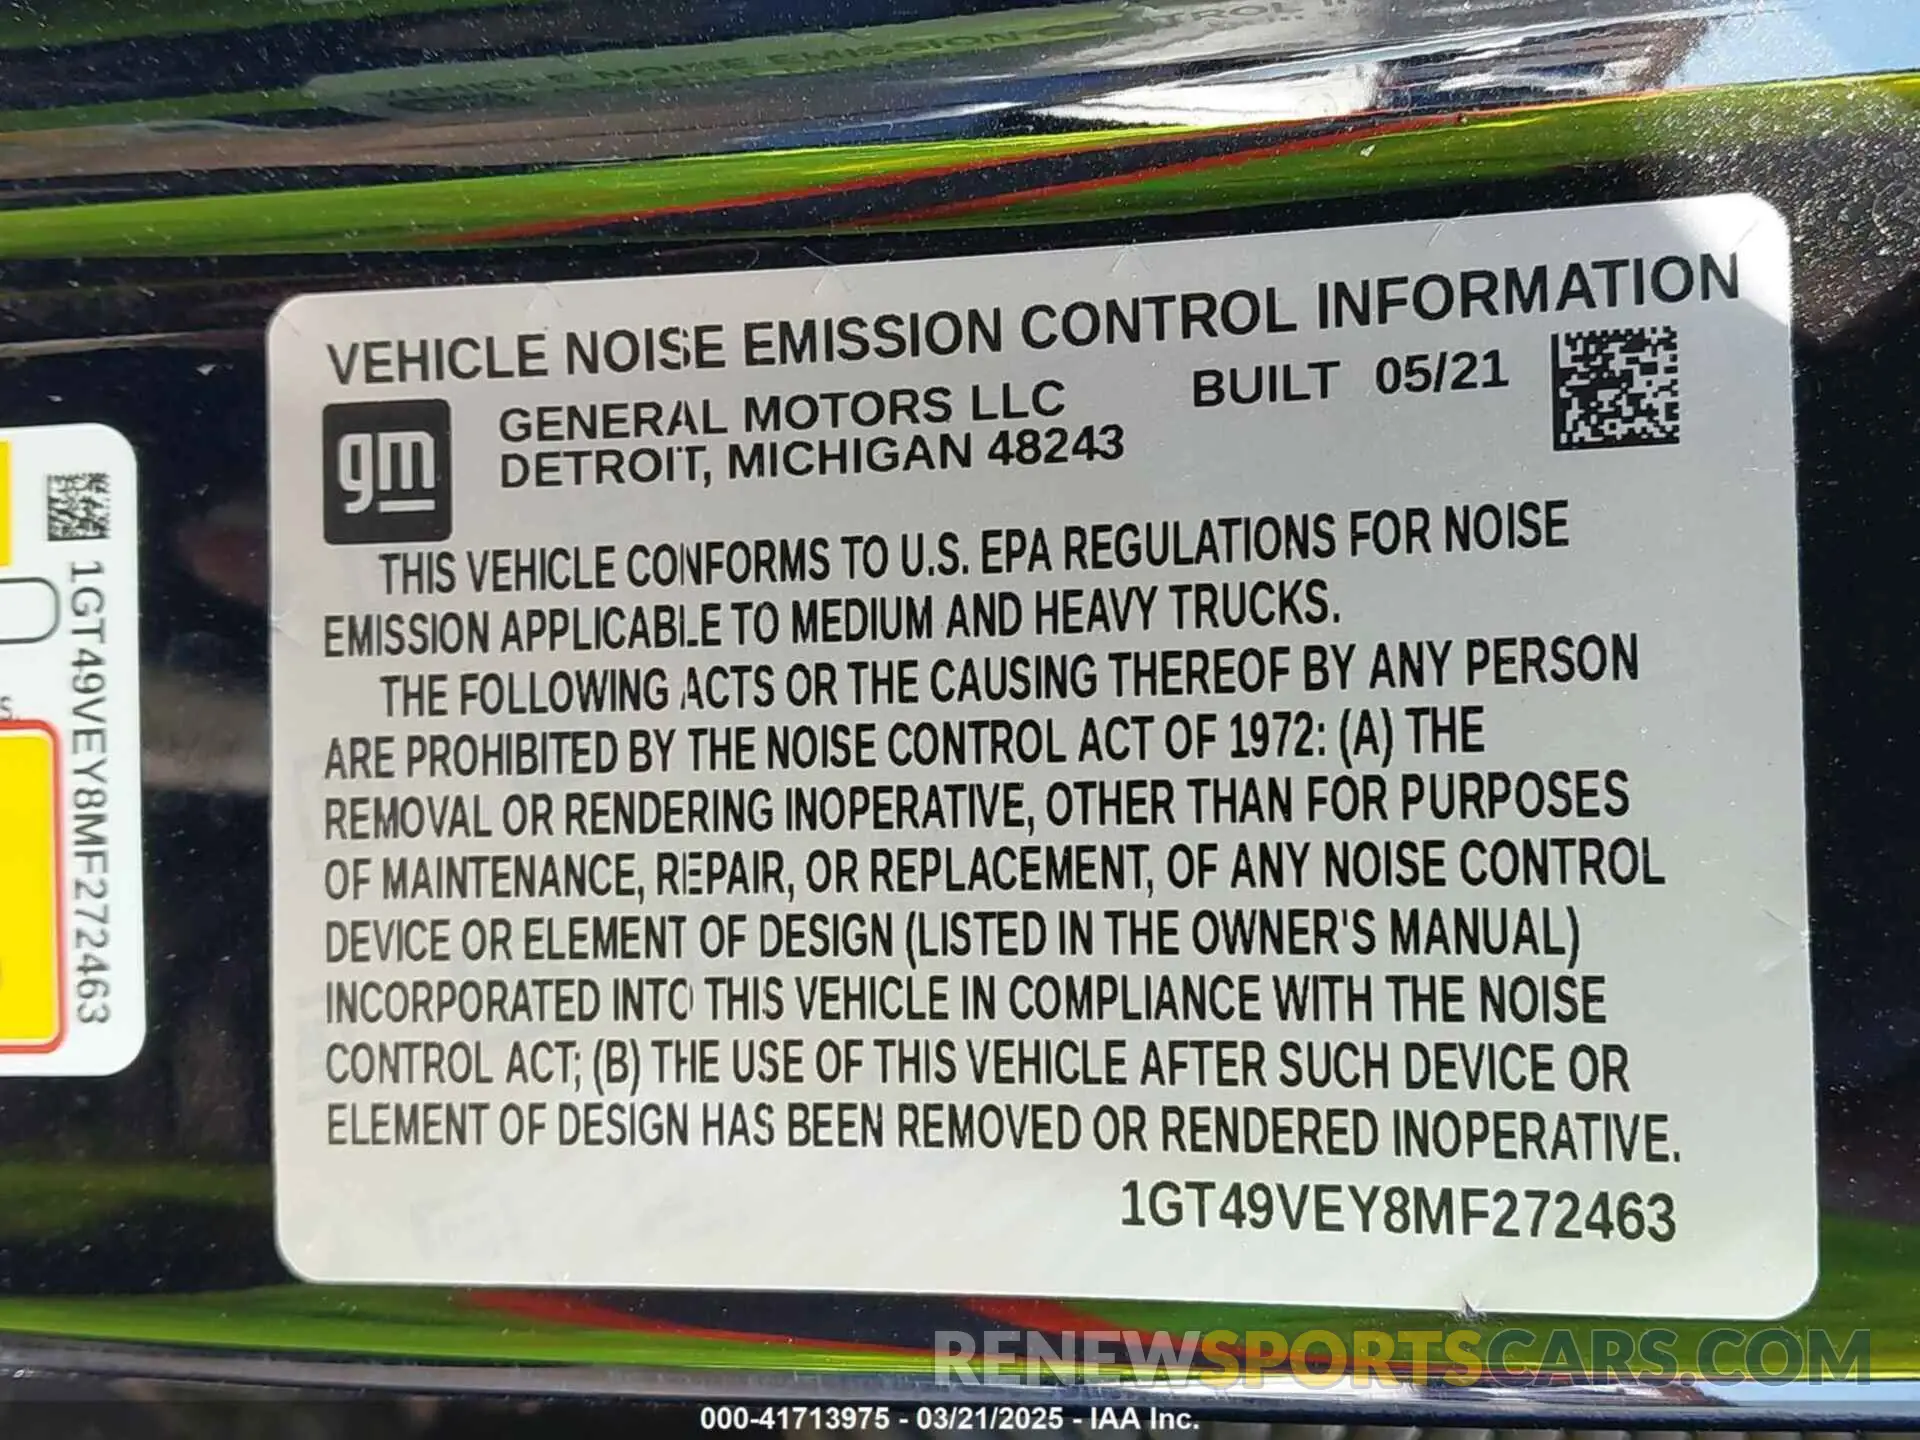 VEHICLE NOISE EMISSION CONTROL INFORMATION
gm
GENERAL MOTORS LLC
DETROIT, MICHIGAN 48243
BUILT 05/21
THIS VEHICLE CONFORMS TO U.S. EPA REGULATIONS FOR NOISE
EMISSION APPLICABLE TO MEDIUM AND HEAVY TRUCKS.
THE FOLLOWING ACTS OR THE CAUSING THEREOF BY ANY PERSON
ARE PROHIBITED BY THE NOISE CONTROL ACT OF 1972: (A) THE
REMOVAL OR RENDERING INOPERATIVE, OTHER THAN FOR PURPOSES
OF MAINTENANCE, REPAIR, OR REPLACEMENT, OF ANY NOISE CONTROL
DEVICE OR ELEMENT OF DESIGN (LISTED IN THE OWNER'S MANUAL)
INCORPORATED INTO THIS VEHICLE IN COMPLIANCE WITH THE NOISE
CONTROL ACT; (B) THE USE OF THIS VEHICLE AFTER SUCH DEVICE OR
ELEMENT OF DESIGN HAS BEEN REMOVED OR RENDERED INOPERATIVE.
1GT49VEY8MF272463
1GT49VEY8MF272463
RENEWSPORTSCARS.COM
000-41713975 - 03/21/2025 - IAA Inc.